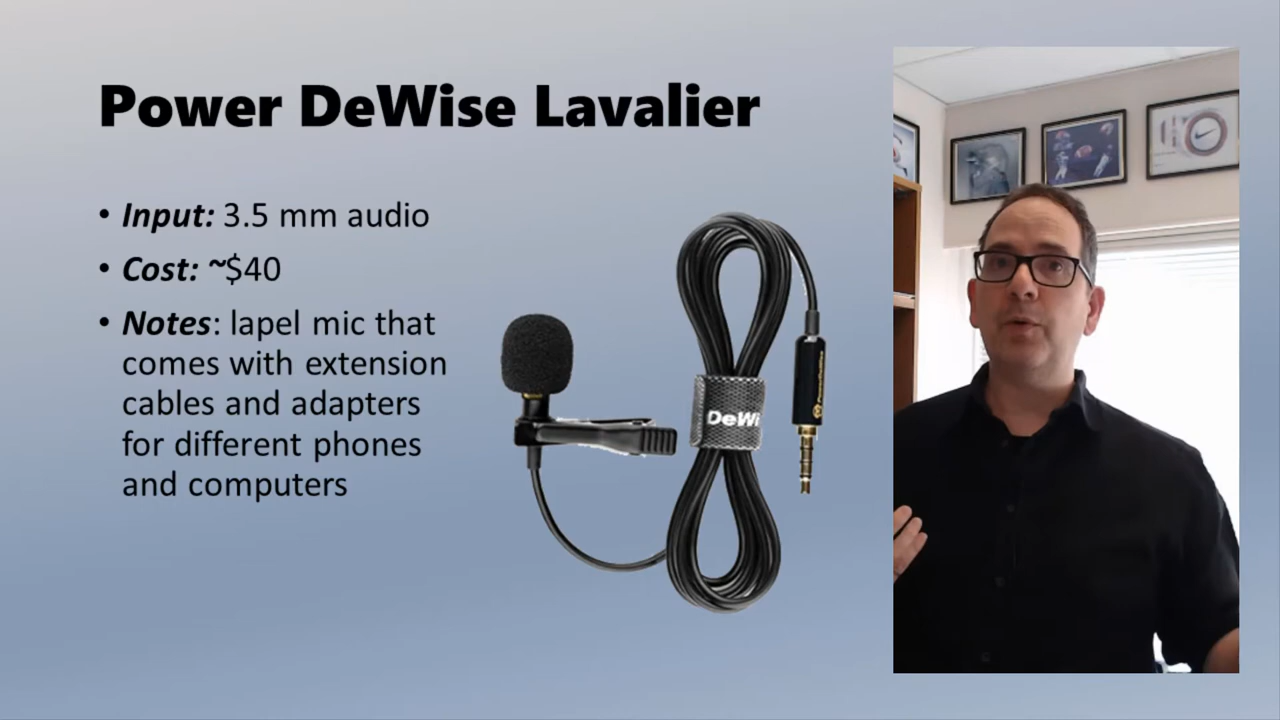 Power DeWise Lavalier
• Input: 3.5 mm audio
• Cost: ~$40
• Notes: lapel mic that
comes with extension
cables and adapters
for different phones
and computers
DeWi